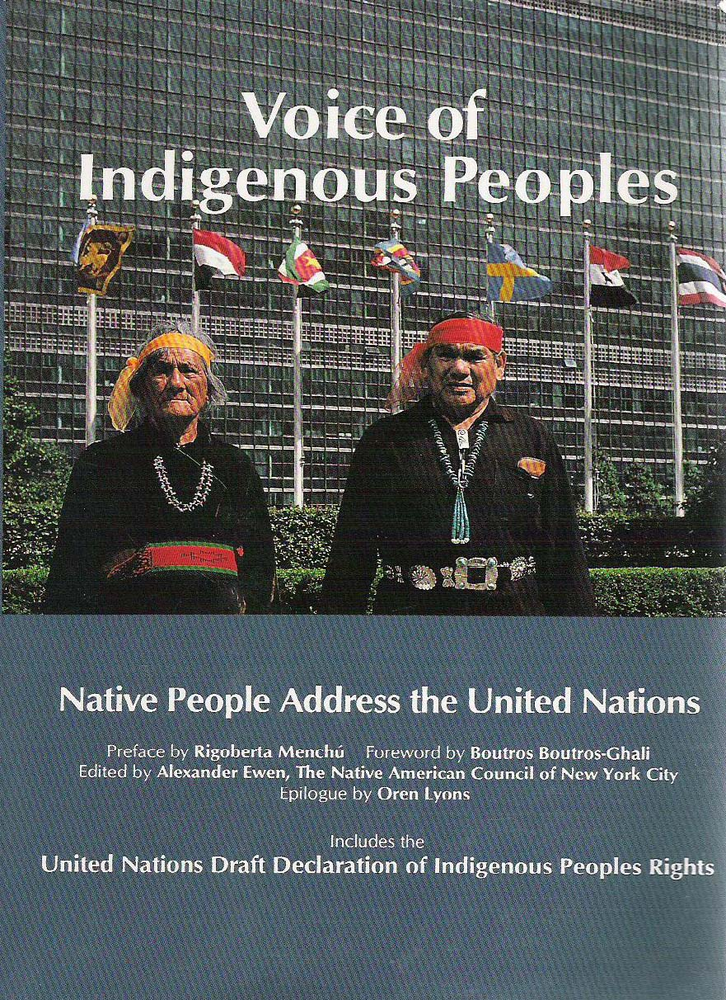 Voice of
Indigenous Peoples
Native People Address the United Nations
Preface by Rigoberta Menchú Foreword by Boutros Boutros-Ghali
Edited by Alexander Ewen, The Native American Council of New York City
Epilogue by Oren Lyons
Includes the
United Nations Draft Declaration of Indigenous Peoples Rights